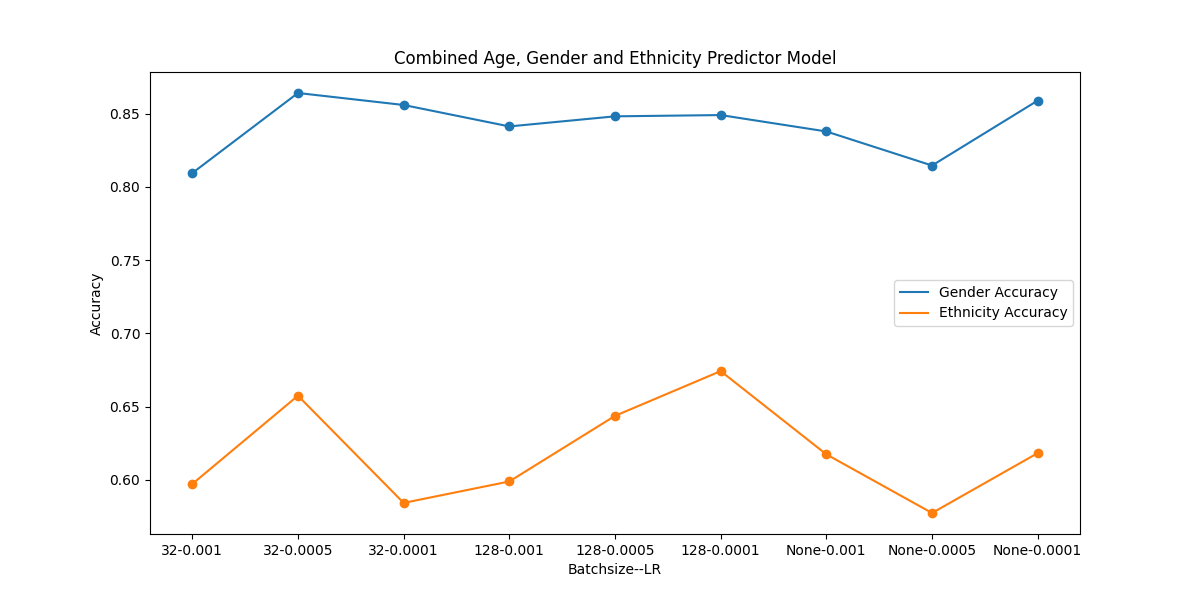 Combined Age, Gender and Ethnicity Predictor Model
Accuracy
0.85
0.80
0.75
0.70
0.65
0.60
Gender Accuracy
Ethnicity Accuracy
32-0.001 32-0.0005 32-0.0001 128-0.001 128-0.0005 128-0.0001 None-0.001 None-0.0005 None-0.0001
Batchsize--LR